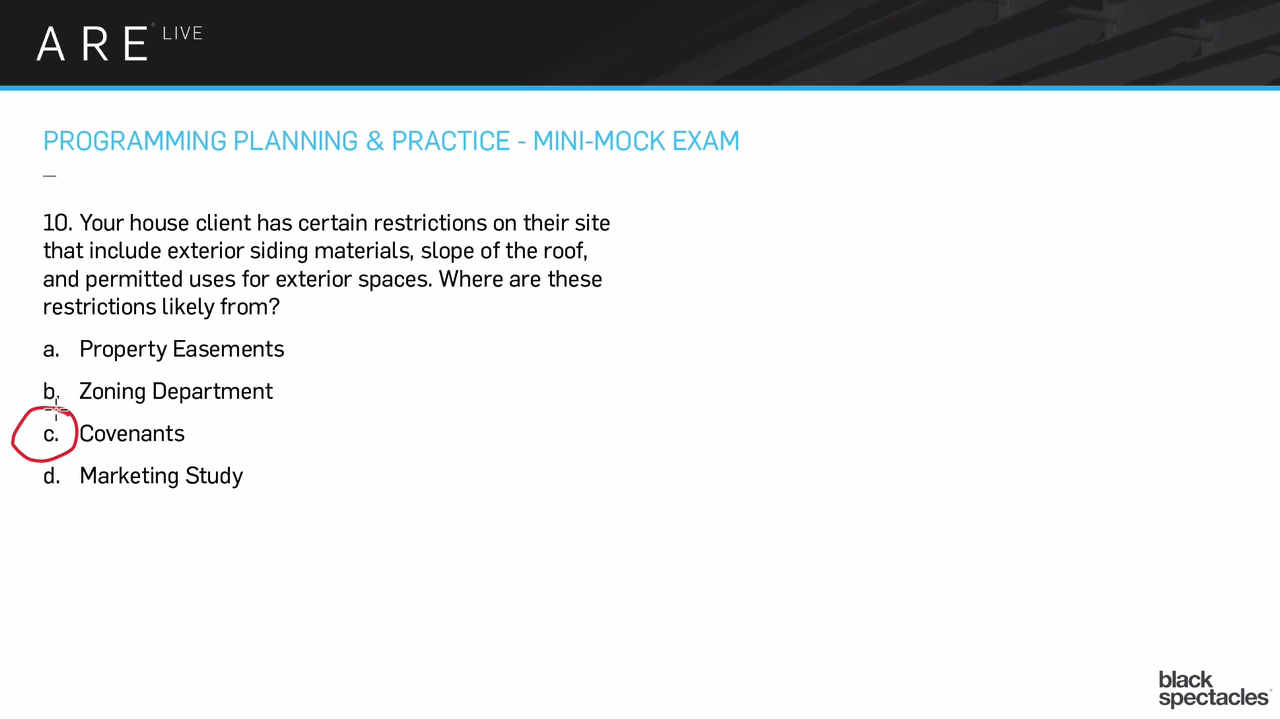 ARE® LIVE
PROGRAMMING PLANNING & PRACTICE - MINI-MOCK EXAM
—
10. Your house client has certain restrictions on their site
that include exterior siding materials, slope of the roof,
and permitted uses for exterior spaces. Where are these
restrictions likely from?
a. Property Easements
b. Zoning Department
c. Covenants
d. Marketing Study
black
spectacles®